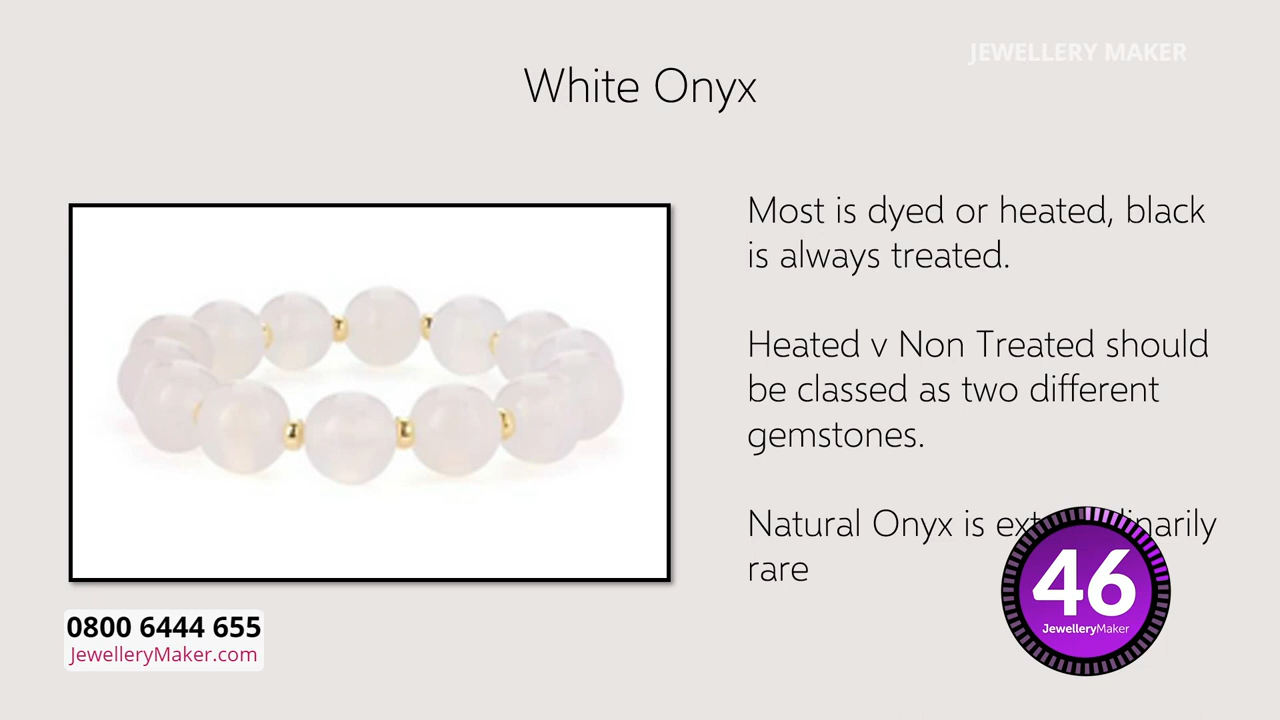 JEWELLERY MAKER
White Onyx
Most is dyed or heated, black
is always treated.
Heated v Non Treated should
be classed as two different
gemstones.
Natural Onyx is
rare
46
JewelleryMaker
0800 6444 655
JewelleryMaker.com